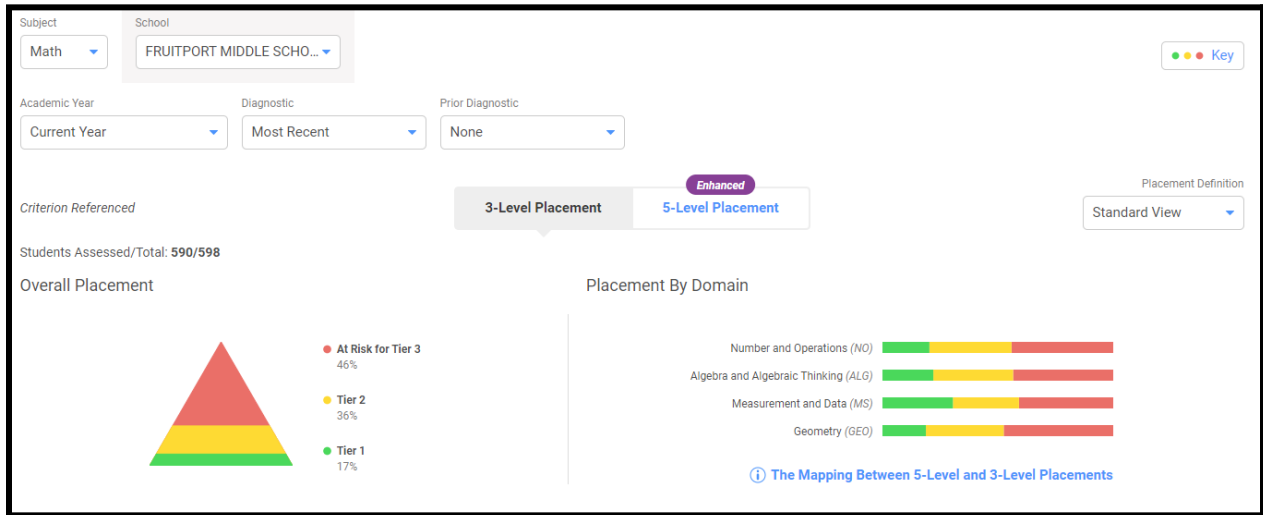 Subject
School
Math
FRUITPORT MIDDLE SCHO...
Key
Academic Year
Diagnostic
Prior Diagnostic
Current Year
Most Recent
None
Enhanced
Placement Definition
Criterion Referenced
3-Level Placement
5-Level Placement
Standard View
Students Assessed/Total: 590/598
Overall Placement
Placement By Domain
At Risk for Tier 3
46%
Tier 2
36%
Tier 1
17%
Number and Operations (NO)
Algebra and Algebraic Thinking (ALG)
Measurement and Data (MS)
Geometry (GEO)
The Mapping Between 5-Level and 3-Level Placements